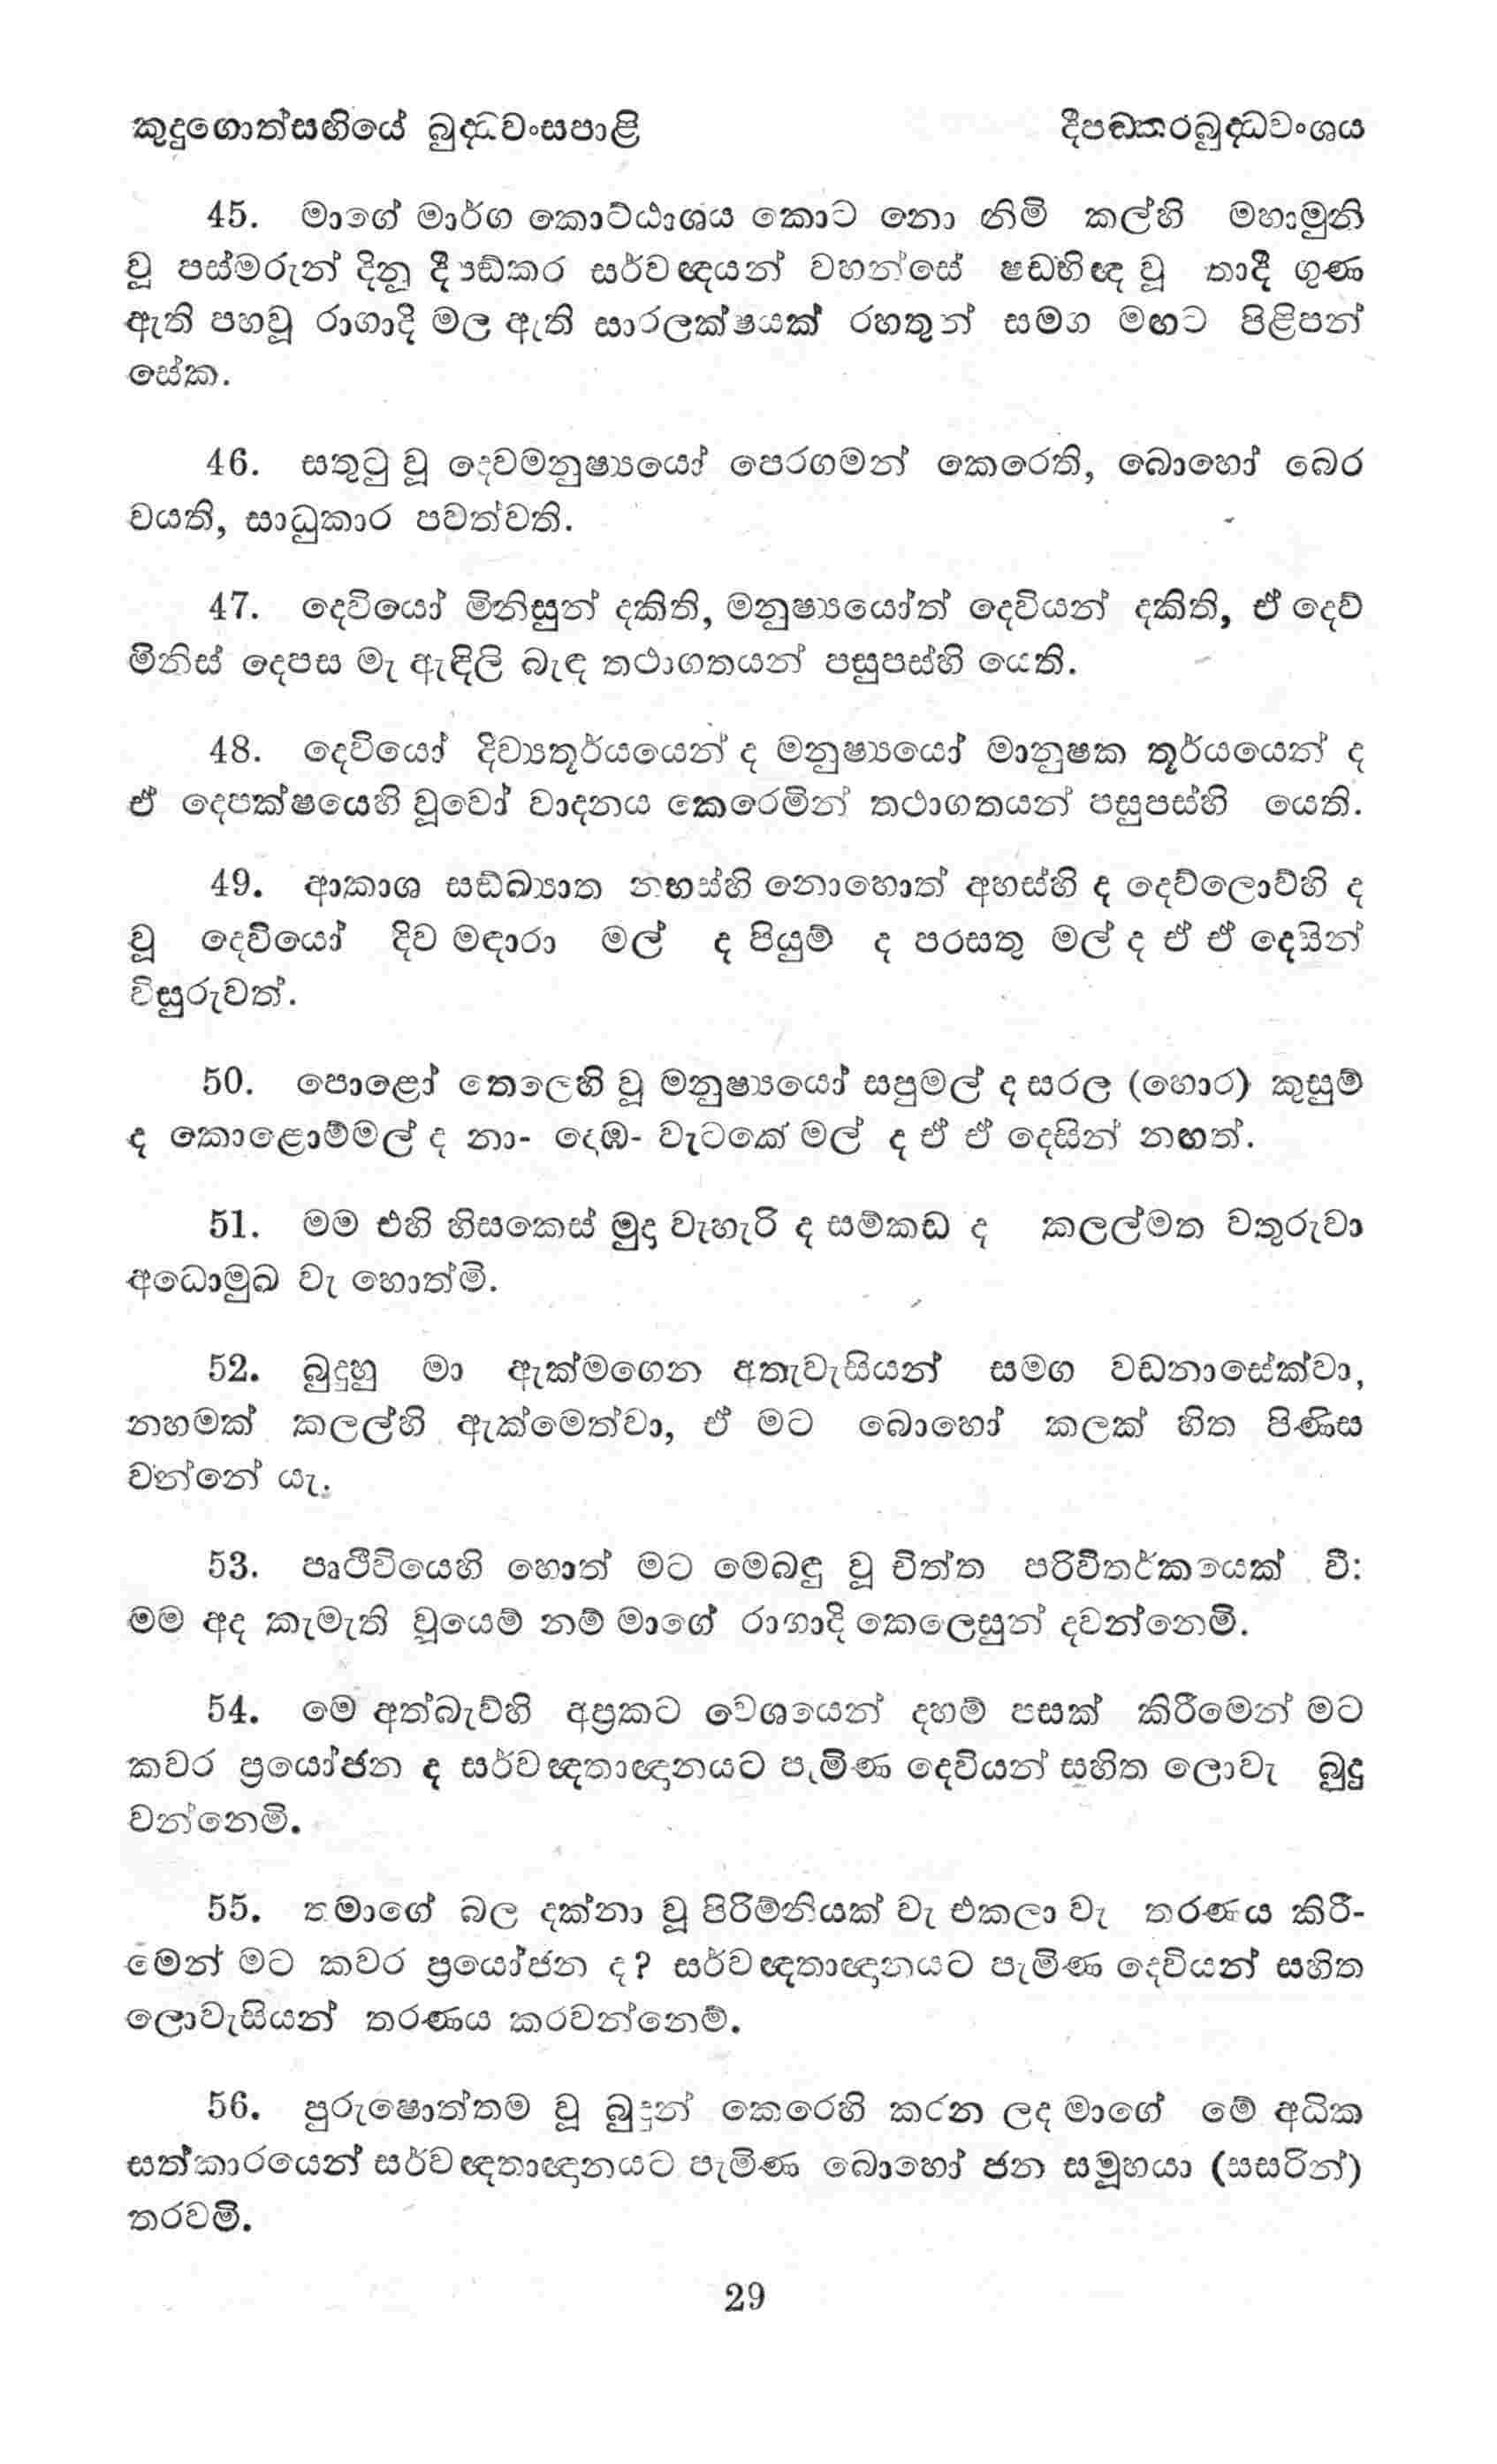 කුදුගොත්සඟියේ බුද්ධවංසපාළි
දීපඞ්කරබුද්ධවංශය
45. මාගේ මාර්ග කොට්ඨාශය කොට නො නිමි කල්හි මහාමුනි
වූ පස්මරුන් දිනූ දීපඞ්කර සර්වඥයන් වහන්සේ ෂඩභිඥ වූ තාදී ගුණ
ඇති පහවූ රාගාදි මල ඇති සාරලක්ෂයක් රහතුන් සමග මඟට පිළිපන්
සේක.
46. සතුටු වූ දෙවමනුෂ්‍යයෝ පෙරගමන් කෙරෙති, බොහෝ බෙර
වයති, සාධුකාර පවත්වති.
47. දෙවියෝ මිනිසුන් දකිති, මනුෂ්‍යයෝත් දෙවියන් දකිති, ඒ දෙව්
මිනිස් දෙපස මැ ඇඳිලි බැඳ තථාගතයන් පසුපස්හි යෙති.
48. දෙවියෝ දිව්‍යතූර්යයෙන් ද මනුෂ්‍යයෝ මානුෂක තූර්යයෙන් ද
ඒ දෙපක්ෂයෙහි වූවෝ වාදනය කෙරෙමින් තථාගතයන් පසුපස්හි යෙති.
49. ආකාශ සඞ්ඛ්‍යාත නභස්හි නොහොත් අහස්හි ද දෙව්ලොව්හි ද
වූ දෙවියෝ දිව මඳාරා මල් ද පියුම් ද පරසතු මල් ද ඒ ඒ දෙසින්
විසුරුවත්.
50. පොළෝ තෙලෙහි වූ මනුෂ්‍යයෝ සපුමල් ද සරල (හොර) කුසුම්
ද කොළොම්මල් ද නා- දෙඹ- වැටකේ මල් ද ඒ ඒ දෙසින් නඟත්.
51. මම එහි හිසකෙස් මුදා වැහැරි ද සම්කඩ ද කලල්මත වතුරුවා
අධොමුඛ වැ හොත්මි.
52. බුදුහු මා ඇක්මගෙන අතැවැසියන් සමග වඩනාසේක්වා,
නහමක් කලල්හි ඇක්මෙත්වා, ඒ මට බොහෝ කලක් හිත පිණිස
වන්නේ යැ.
53. පෘථිවියෙහි හොත් මට මෙබඳු වූ චිත්ත පරිවිතර්කයෙක් වී:
මම අද කැමැති වූයෙම් නම් මාගේ රාගාදි කෙලෙසුන් දවන්නෙමි.
54. මෙ අත්බැව්හි අප්‍රකට වෙශයෙන් දහම් පසක් කිරීමෙන් මට
කවර ප්‍රයෝජන ද සර්වඥතාඥානයට පැමිණ දෙවියන් සහිත ලොවැ බුදු
වන්නෙමි.
55. තමාගේ බල දක්නා වූ පිරිම්නියක් වැ එකලා වැ තරණය කිරී-
මෙන් මට කවර ප්‍රයෝජන ද? සර්වඥතාඥානයට පැමිණ දෙවියන් සහිත
ලොවැසියන් තරණය කරවන්නෙම්.
56. පුරුෂොත්තම වූ බුදුන් කෙරෙහි කරන ලද මාගේ මේ අධික
සත්කාරයෙන් සර්වඥතාඥානයට පැමිණ බොහෝ ජන සමූහයා (සසරින්)
තරවමි.
29